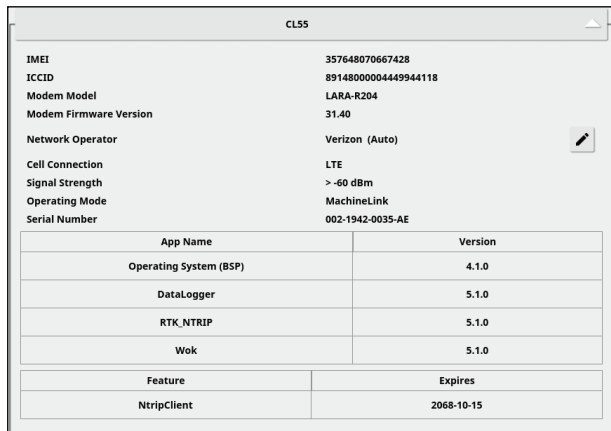 CL55
IMEI 357648070667428
ICCID 89148000004449944118
Modem Model LARA-R204
Modem Firmware Version 31.40
Network Operator Verizon (Auto)
Cell Connection LTE
Signal Strength > -60 dBm
Operating Mode MachineLink
Serial Number 002-1942-0035-AE
App Name Version
Operating System (BSP) 4.1.0
DataLogger 5.1.0
RTK_NTRIP 5.1.0
Wok 5.1.0
Feature Expires
NtripClient 2068-10-15